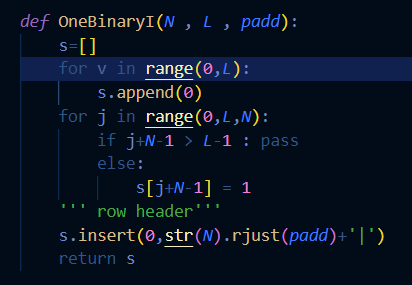 def OneBinaryI(N , L , padd):
    s=[]
    for v in range(0,L):
        s.append(0)
    for j in range(0,L,N):
        if j+N-1 > L-1 : pass
        else:
            s[j+N-1] = 1
    ''' row header'''
    s.insert(0,str(N).rjust(padd)+'|')
    return s